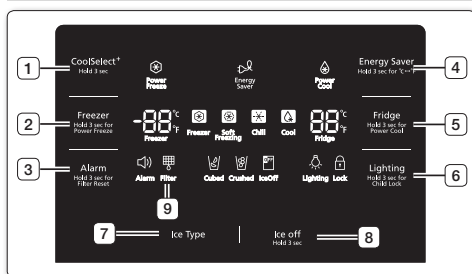 CoolSelect+
Hold 3 sec
Power
Freeze
Energy
Saver
Power
Cool
Energy Saver
Hold 3 sec for °C↔°F
1
4
Freezer
Hold 3 sec for
Power Freeze
-88 °C °F
Freezer
Freezer
Soft
Freezing
Chill
Cool
88 °C °F
Fridge
Fridge
Hold 3 sec for
Power Cool
2
5
Alarm
Hold 3 sec for
Filter Reset
Alarm
Filter
Cubed
Crushed
IceOff
Lighting
Lock
Lighting
Hold 3 sec for
Child Lock
3
6
9
7
Ice Type
Ice off
Hold 3 sec
8